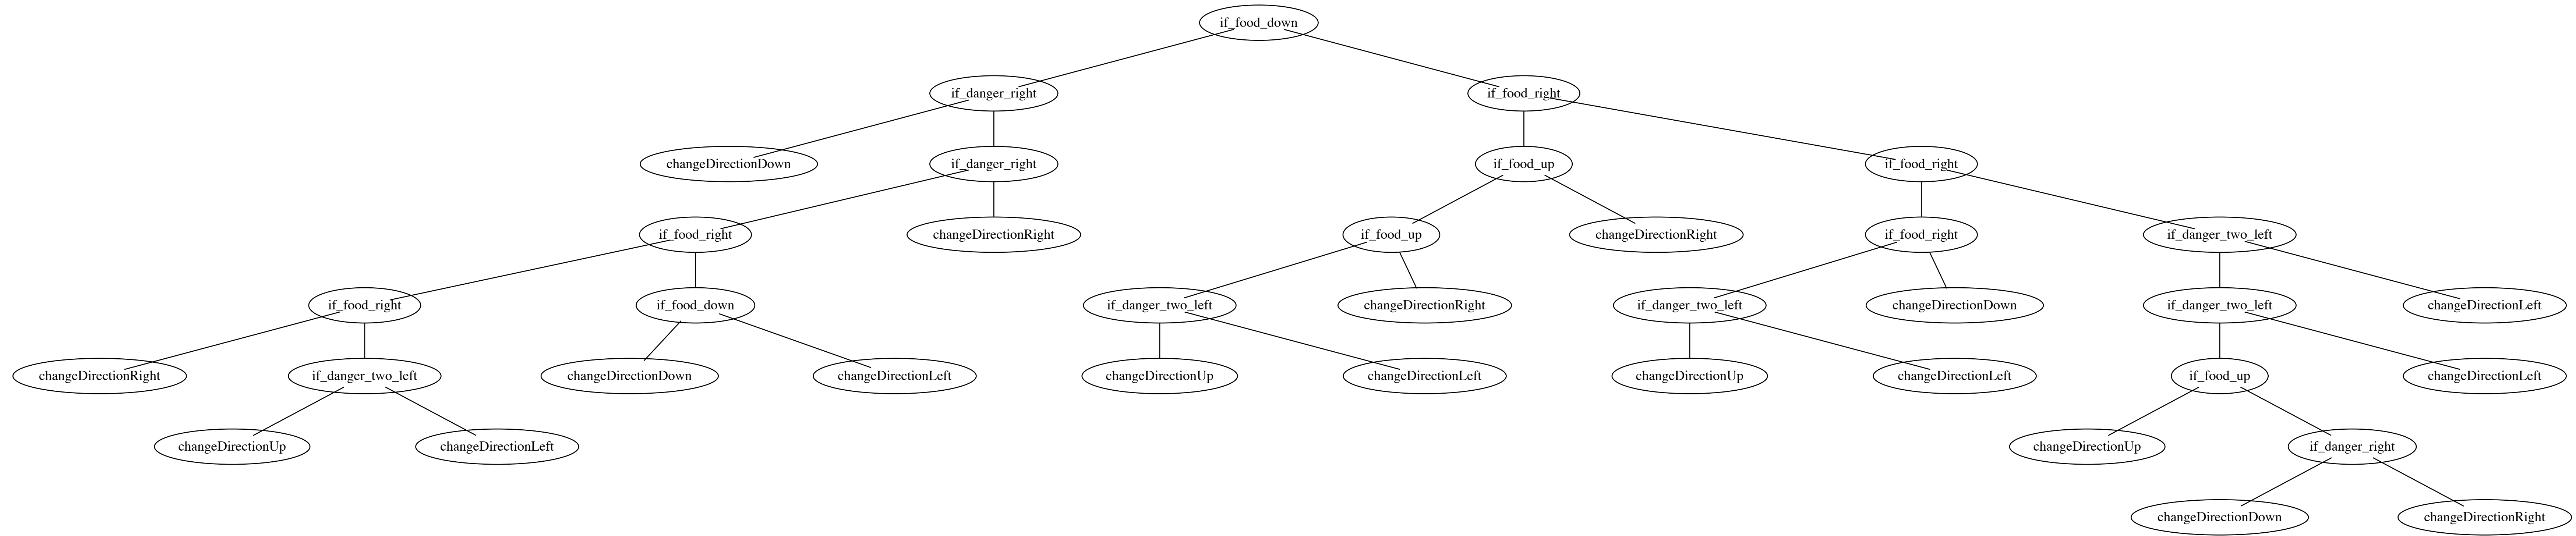 if_food_down
if_danger_right
if_food_right
changeDirectionDown
if_danger_right
if_food_up
if_food_right
if_food_right
changeDirectionRight
if_food_up
changeDirectionRight
if_food_right
if_danger_two_left
if_food_right
if_food_down
if_danger_two_left
changeDirectionRight
if_danger_two_left
changeDirectionDown
if_danger_two_left
changeDirectionLeft
changeDirectionRight
if_danger_two_left
changeDirectionDown
changeDirectionLeft
changeDirectionUp
changeDirectionLeft
changeDirectionUp
changeDirectionLeft
if_food_up
changeDirectionLeft
changeDirectionUp
changeDirectionLeft
changeDirectionUp
if_danger_right
changeDirectionDown
changeDirectionRight